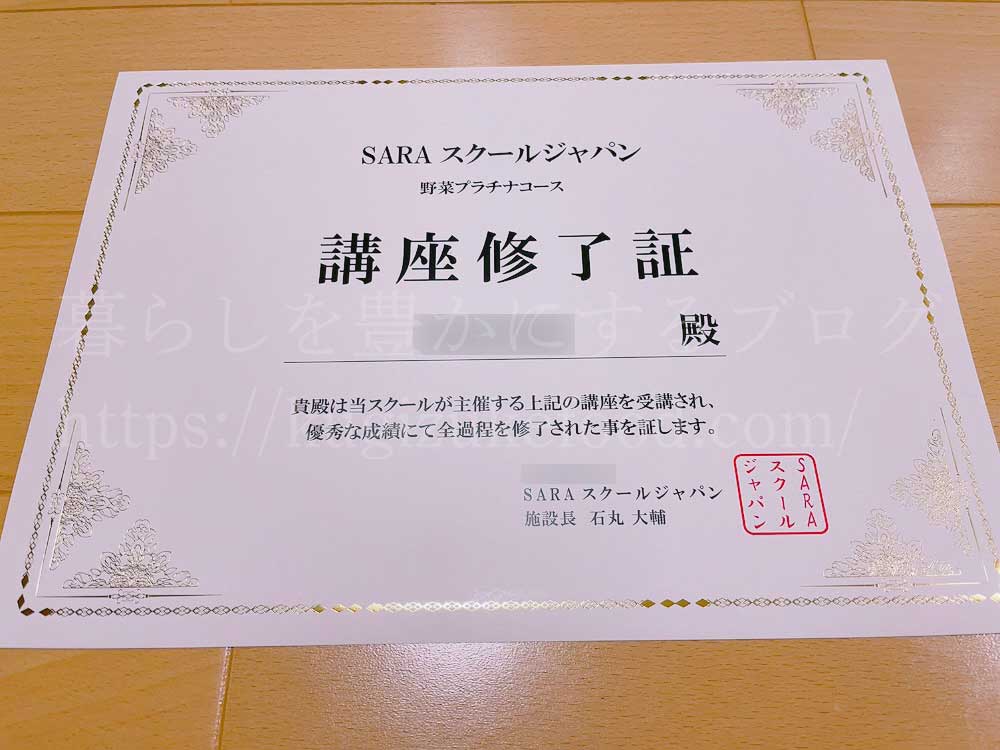 SARA スクールジャパン
野菜プラチナコース
講座修了証
殿
暮らしを豊かにするブログ
貴殿は当スクールが主催する上記の講座を受講され、
優秀な成績にて全過程を修了された事を証します。
https://
SARAスクールジャパン
施設長 石丸 大輔
SARA
スクール
ジャパン